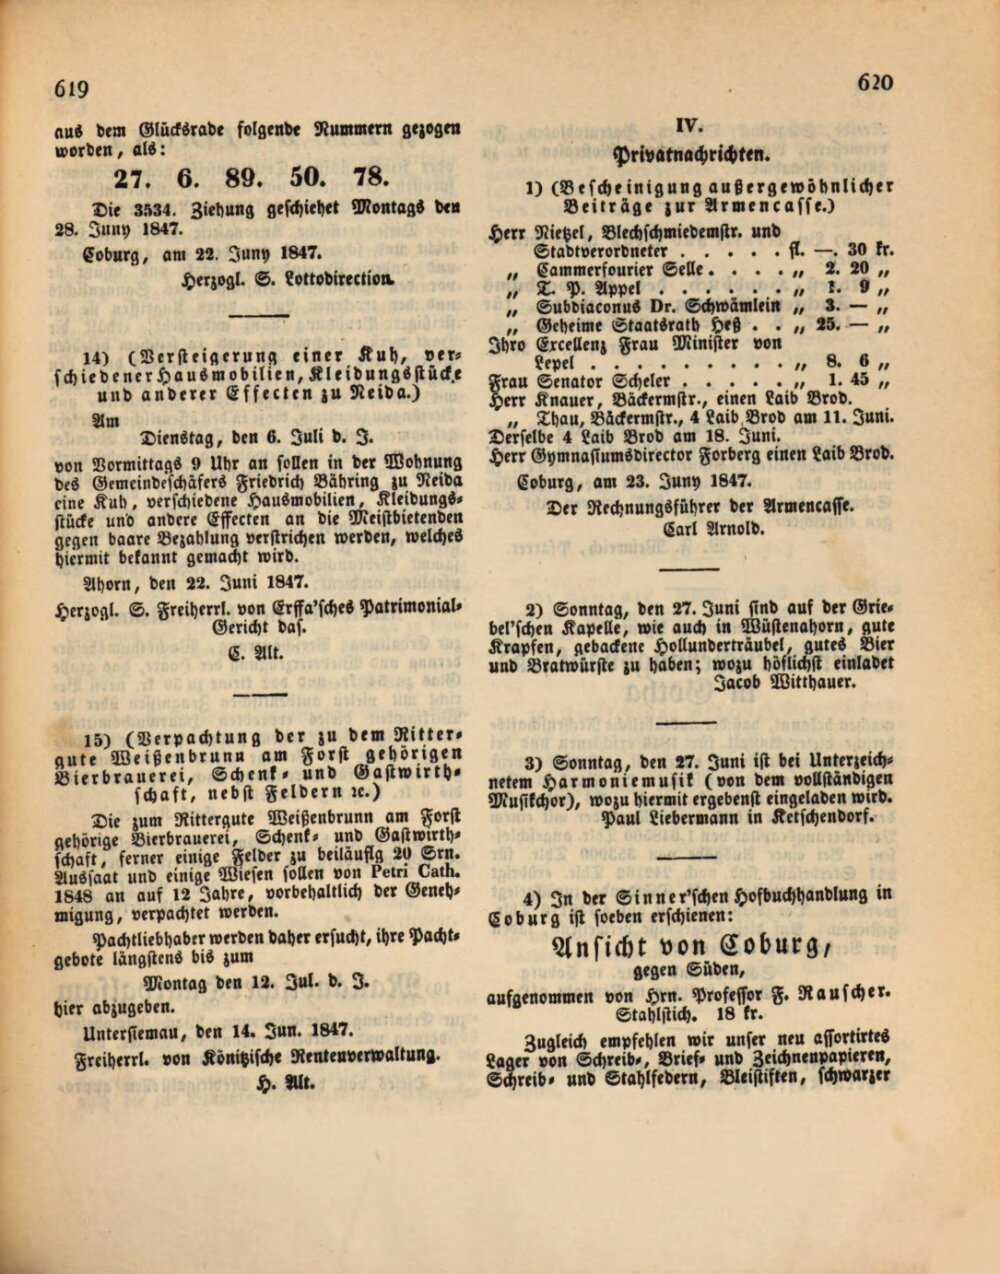 619
aus dem Glücksrade folgende Nummern gezogen
worden, als:
27. 6. 89. 50. 78.
Die 3534. Ziehung geschiehet Montags den
28. Juny 1847.
Coburg, am 22. Juny 1847.
Herzogl. S. Lottodirection.
14) (Versteigerung einer Kuh, ver-
schiedener Hausmobilien, Kleidungsstücke
und anderer Effecten zu Neida.)
Am
Dienstag, den 6. Juli d. J.
von Vormittags 9 Uhr an sollen in der Wohnung
des Gemeindeschäfers Friedrich Bähring zu Neida
eine Kuh, verschiedene Hausmobilien, Kleidungs-
stücke und andere Effecten an die Meistbietenden
gegen baare Bezahlung verstrichen werden, welches
hiermit bekannt gemacht wird.
Ahorn, den 22. Juni 1847.
Herzogl. S. Freiherrl. von Erffa'sches Patrimonial-
Gericht das.
C. Alt.
15) (Verpachtung der zu dem Ritter-
gute Weißenbrunn am Forst gehörigen
Bierbrauerei, Schenk- und Gastwirth-
schaft, nebst Feldern ꝛc.)
Die zum Rittergute Weißenbrunn am Forst
gehörige Bierbrauerei, Schenk- und Gastwirth-
schaft, ferner einige Felder zu beiläufig 20 Srn.
Aussaat und einige Wiesen sollen von Petri Cath.
1848 an auf 12 Jahre, vorbehaltlich der Geneh-
migung, verpachtet werden.
Pachtliebhaber werden daher ersucht, ihre Pacht-
gebote längstens bis zum
Montag den 12. Jul. d. J.
hier abzugeben.
Untersiemau, den 14. Jun. 1847.
Freiherrl. von Könitzische Rentenverwaltung.
H. Alt.
620
IV.
Privatnachrichten.
1) (Bescheinigung außergewöhnlicher
Beiträge zur Armencasse.)
Herr Nietzel, Blechschmiedemstr. und
Stadtverordneter . . . . . fl. —. 30 kr.
„ Cammerfourier Selle . . . . „ 2. 20 „
„ T. P. Appel . . . . . . „ 1. 9 „
„ Subdiaconus Dr. Schwämlein „ 3. — „
„ Geheime Staatsrath Heß . . „ 25. — „
Ihro Excellenz Frau Minister von
Lepel . . . . . . . . . „ 8. 6 „
Frau Senator Scheler . . . . . „ 1. 45 „
Herr Knauer, Bäckermstr., einen Laib Brod.
„ Thau, Bäckermstr., 4 Laib Brod am 11. Juni.
Derselbe 4 Laib Brod am 18. Juni.
Herr Gymnasiumsdirector Forberg einen Laib Brod.
Coburg, am 23. Juny 1847.
Der Rechnungsführer der Armencasse.
Carl Arnold.
2) Sonntag, den 27. Juni sind auf der Grie-
bel'schen Kapelle, wie auch in Wüstenahorn, gute
Krapfen, gebackene Hollunderträubel, gutes Bier
und Bratwürste zu haben; wozu höflichst einladet
Jacob Witthauer.
3) Sonntag, den 27. Juni ist bei Unterzeich-
netem Harmoniemusik (von dem vollständigen
Musikchor), wozu hiermit ergebenst eingeladen wird.
Paul Liebermann in Ketschendorf.
4) In der Sinner'schen Hofbuchhandlung in
Coburg ist soeben erschienen:
Ansicht von Coburg,
gegen Süden,
aufgenommen von Hrn. Professor F. Rauscher.
Stahlstich. 18 kr.
Zugleich empfehlen wir unser neu assortirtes
Lager von Schreib-, Brief- und Zeichnenpapieren,
Schreib- und Stahlfedern, Bleistiften, schwarzer